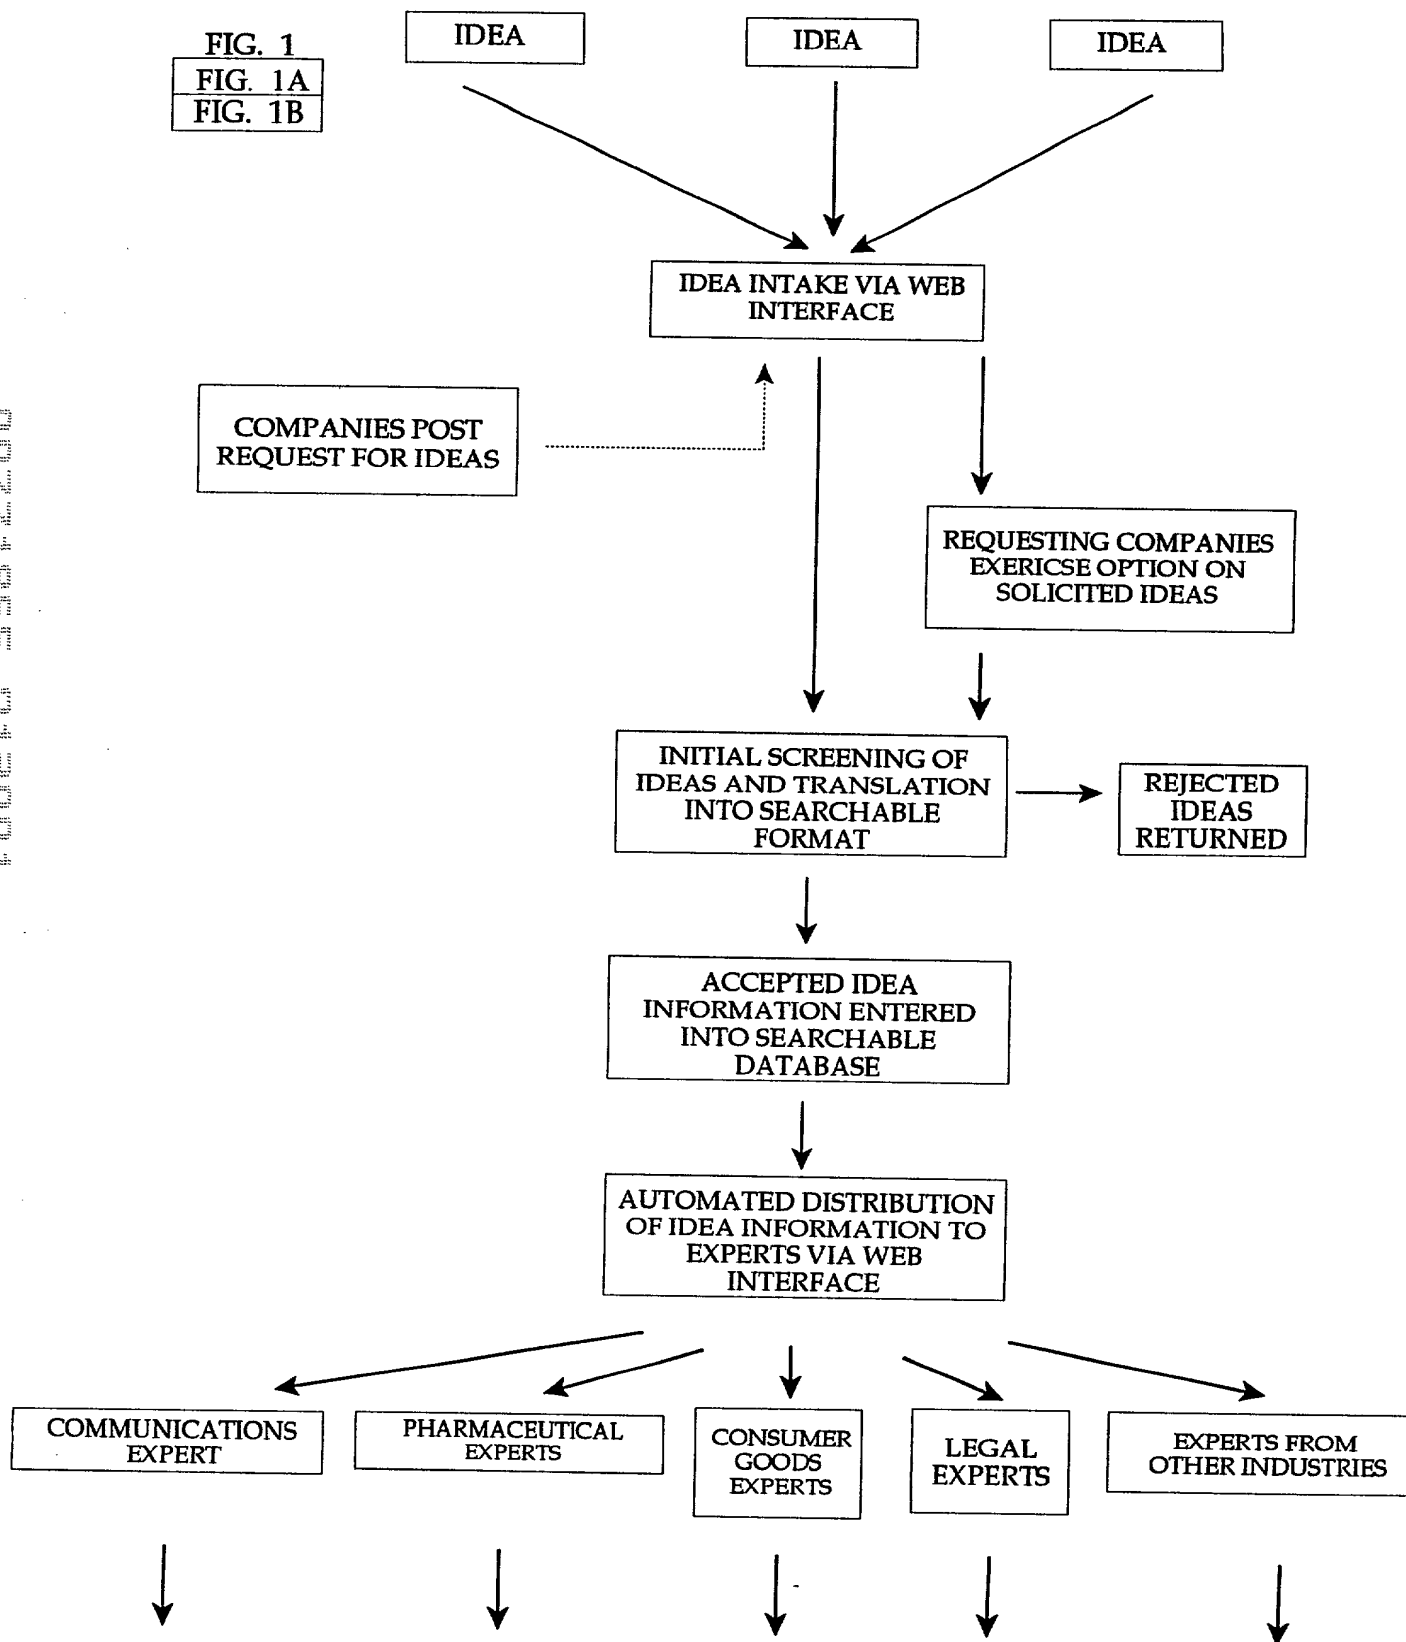 FIG. 1
FIG. 1A
FIG. 1B
IDEA
IDEA
IDEA
IDEA INTAKE VIA WEB
INTERFACE
COMPANIES POST
REQUEST FOR IDEAS
REQUESTING COMPANIES
EXERICSE OPTION ON
SOLICITED IDEAS
INITIAL SCREENING OF
IDEAS AND TRANSLATION
INTO SEARCHABLE
FORMAT
REJECTED
IDEAS
RETURNED
ACCEPTED IDEA
INFORMATION ENTERED
INTO SEARCHABLE
DATABASE
AUTOMATED DISTRIBUTION
OF IDEA INFORMATION TO
EXPERTS VIA WEB
INTERFACE
COMMUNICATIONS
EXPERT
PHARMACEUTICAL
EXPERTS
CONSUMER
GOODS
EXPERTS
LEGAL
EXPERTS
EXPERTS FROM
OTHER INDUSTRIES